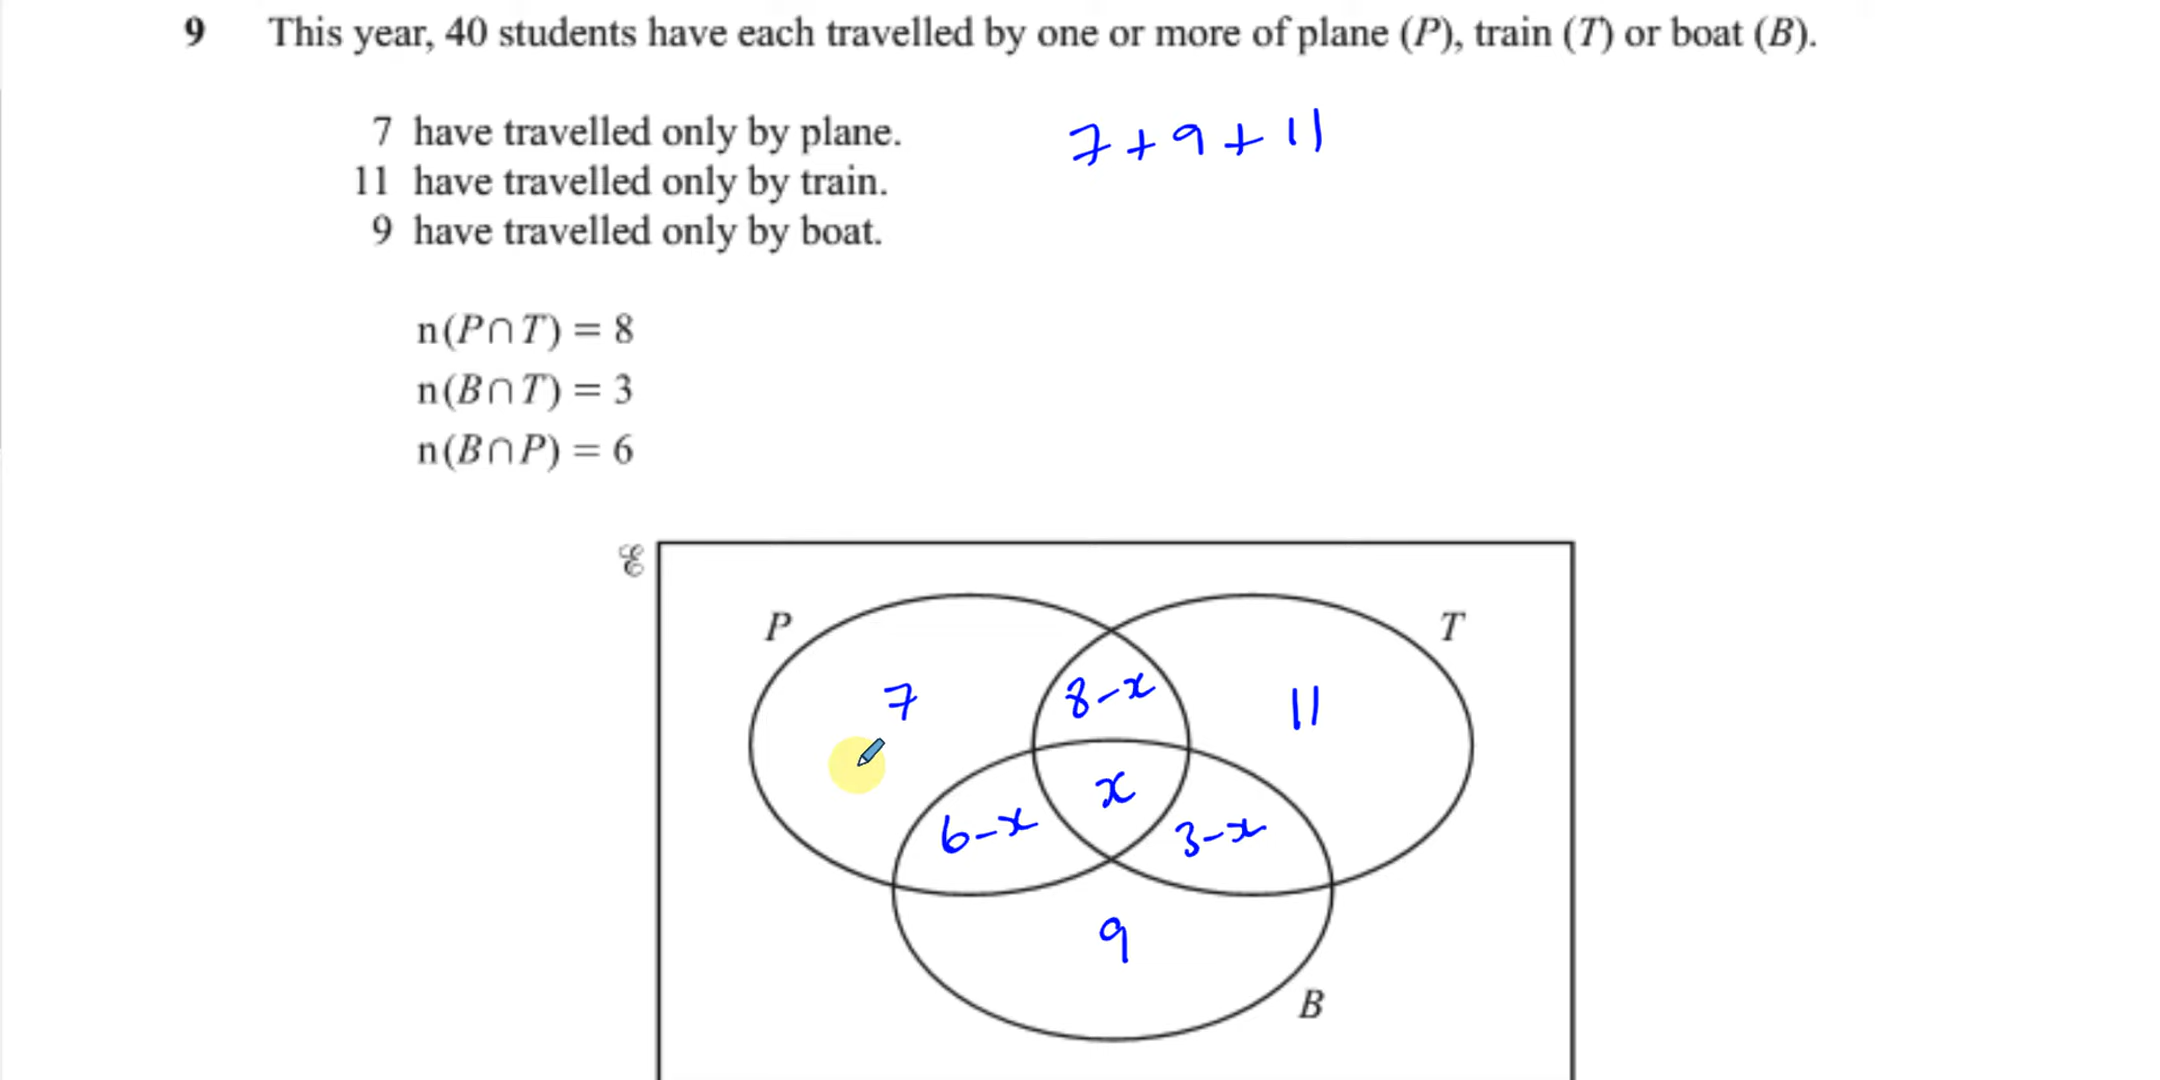 9 This year, 40 students have each travelled by one or more of plane (P), train (T) or boat (B).
7 have travelled only by plane.
7+9+11
11 have travelled only by train.
9 have travelled only by boat.
n(P∩T) = 8
n(B∩T) = 3
n(B∩P) = 6
ℰ
P
T
7
8-x
11
x
6-x
3-x
9
B